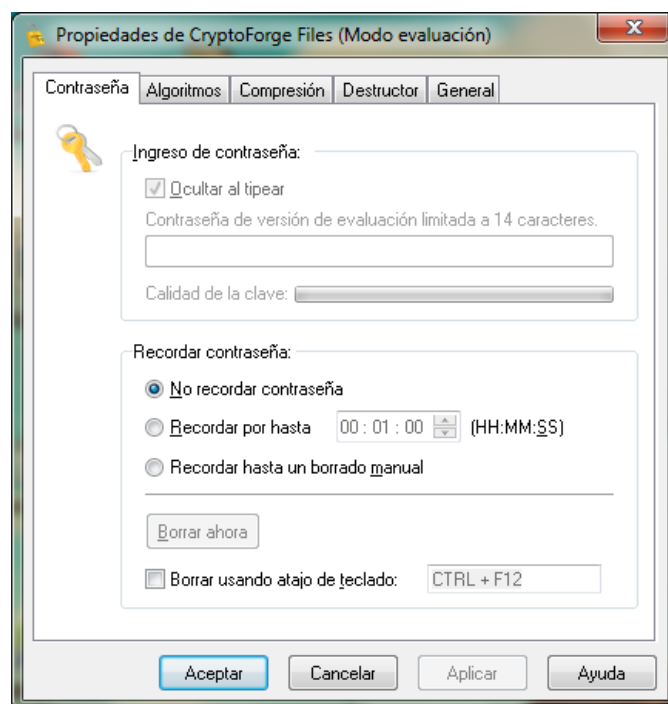 Propiedades de CryptoForge Files (Modo evaluación)
Contraseña Algoritmos Compresión Destructor General
Ingreso de contraseña:
Ocultar al tipear
Contraseña de versión de evaluación limitada a 14 caracteres.
Calidad de la clave:
Recordar contraseña:
No recordar contraseña
Recordar por hasta 00 : 01 : 00 (HH:MM:SS)
Recordar hasta un borrado manual
Borrar ahora
Borrar usando atajo de teclado: CTRL + F12
Aceptar Cancelar Aplicar Ayuda